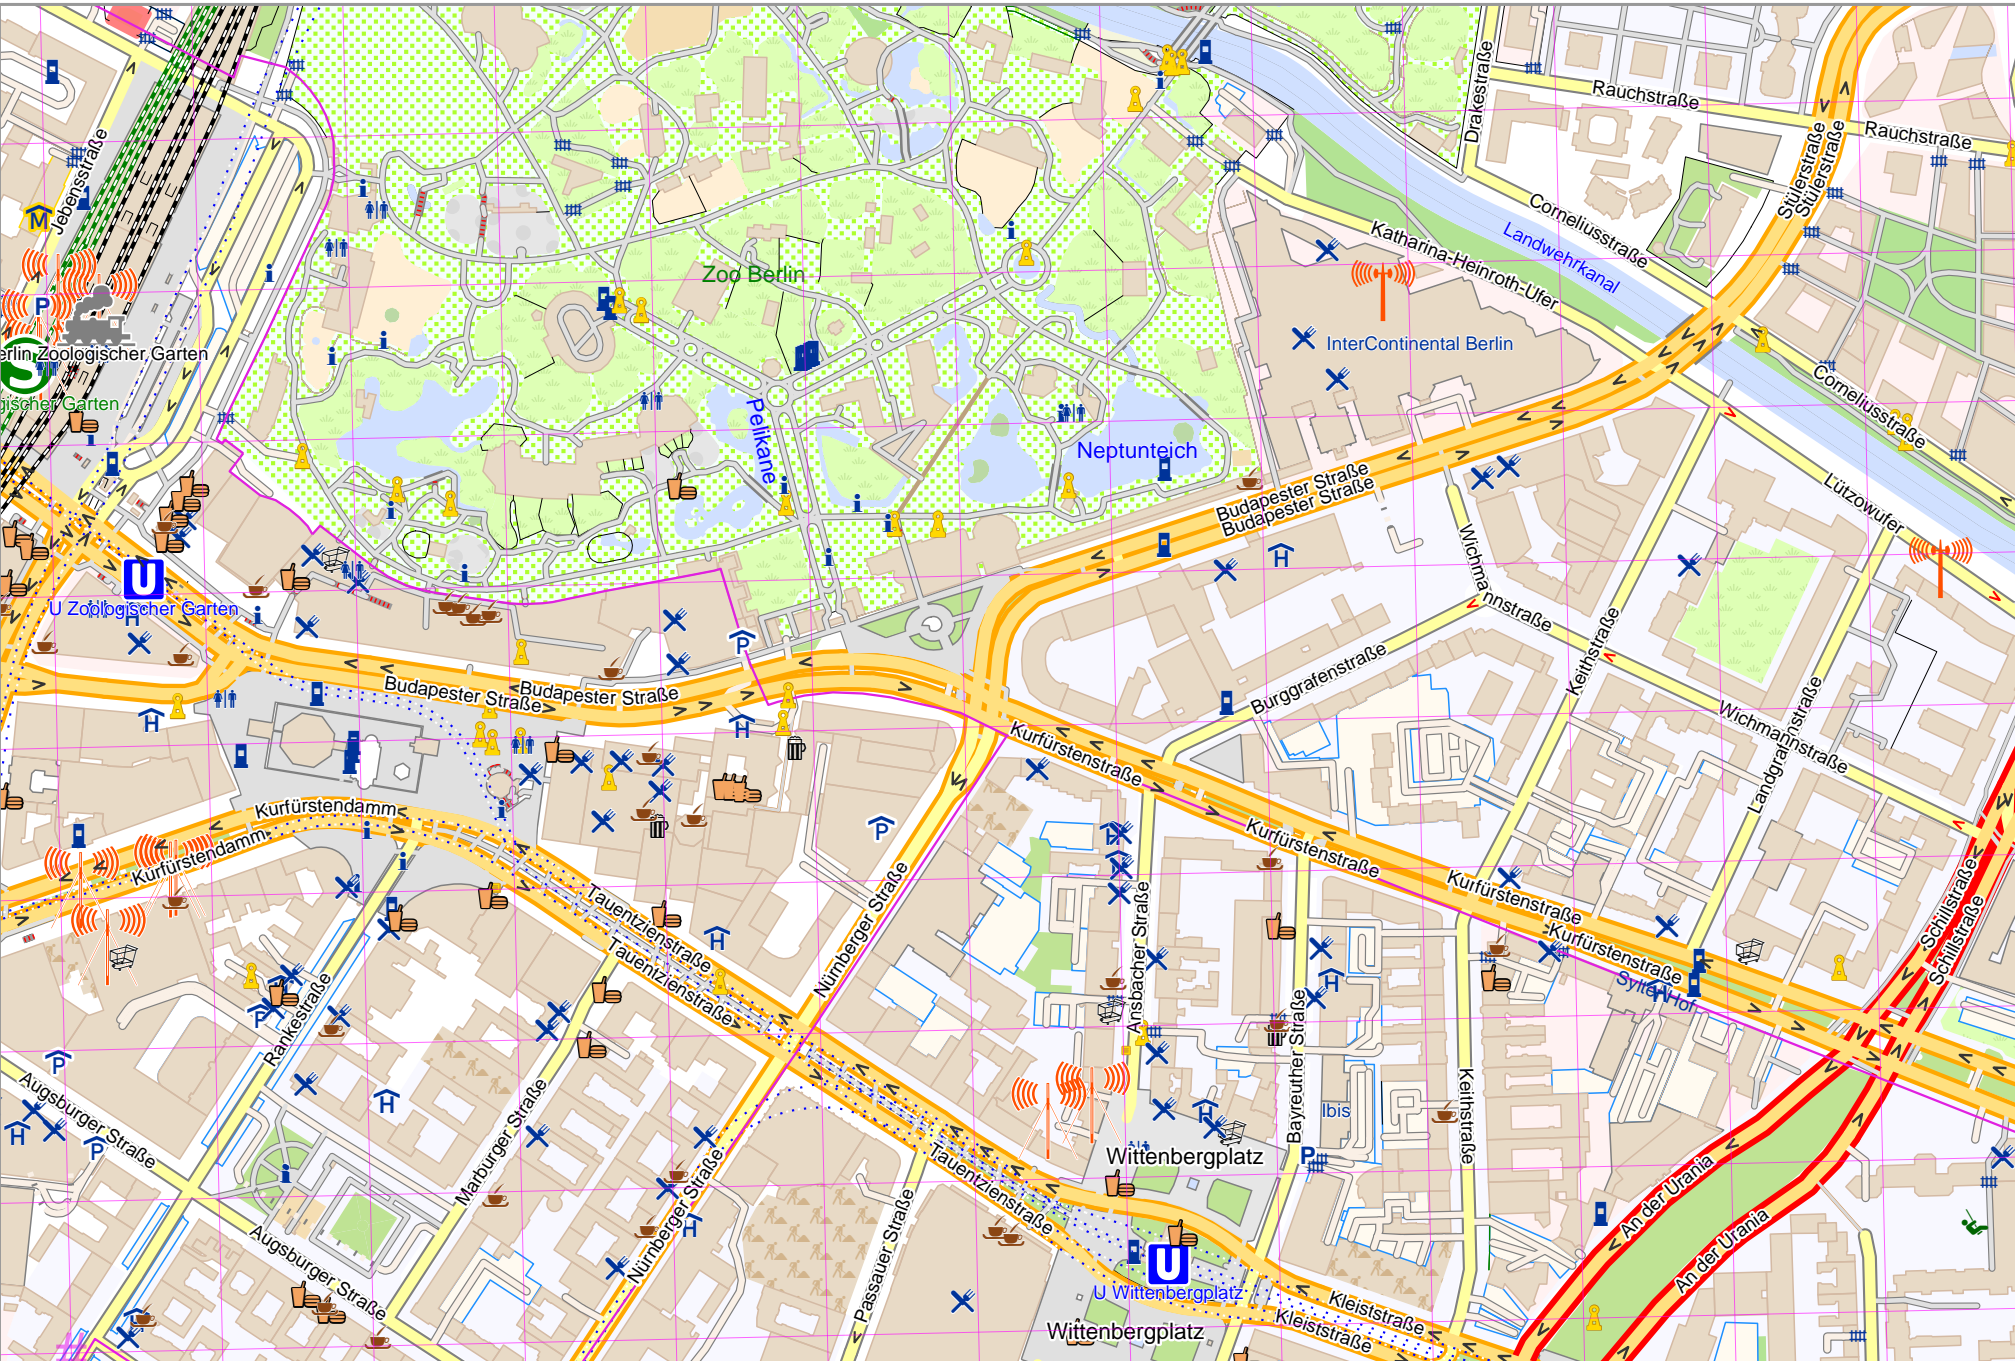 Drakestraße
Rauchstraße
Rauchstraße
Jebensstraße
M
Stülerstraße
Stülerstraße
Corneliusstraße
Landwehrkanal
Katharina-Heinroth-Ufer
Zoo Berlin
P
InterContinental Berlin
erlin Zoologischer Garten
S
gischer Garten
Corneliusstraße
Pelikane
Neptunteich
Budapester Straße
Budapester Straße
Lützowufer
Wichmannstraße
H
U
U Zoologischer Garten
H
P
Keithstraße
Burggrafenstraße
Budapester Straße
Budapester Straße
Landgrafenstraße
Wichmannstraße
H
H
Kurfürstenstraße
Kurfürstendamm
Kurfürstendamm
P
Kurfürstenstraße
H
Kurfürstenstraße
Kurfürstenstraße
Schillstraße
Schillstraße
Tauentzienstraße
Tauentzienstraße
H
Nürnberger Straße
Ansbacher Straße
Bayreuther Straße
H
Sylter Hof
H
Rankestraße
P
P
Augsburger Straße
H
H
P
Marburger Straße
Keithstraße
Ibis
H
P
Wittenbergplatz
Tauentzienstraße
An der Urania
An der Urania
Nürnberger Straße
H
Passauer Straße
Augsburger Straße
U
U Wittenbergplatz
Wittenbergplatz
Kleiststraße
Kleiststraße